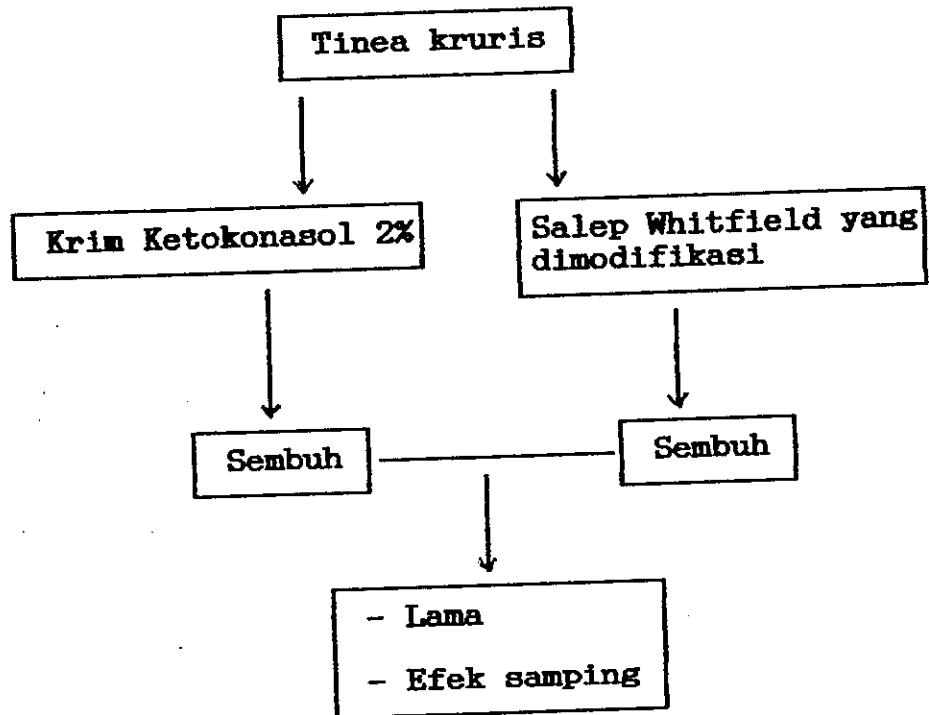 Tinea kruris
Krim Ketokonasol 2%
Salep Whitfield yang
dimodifikasi
Sembuh
Sembuh
- Lama
- Efek samping